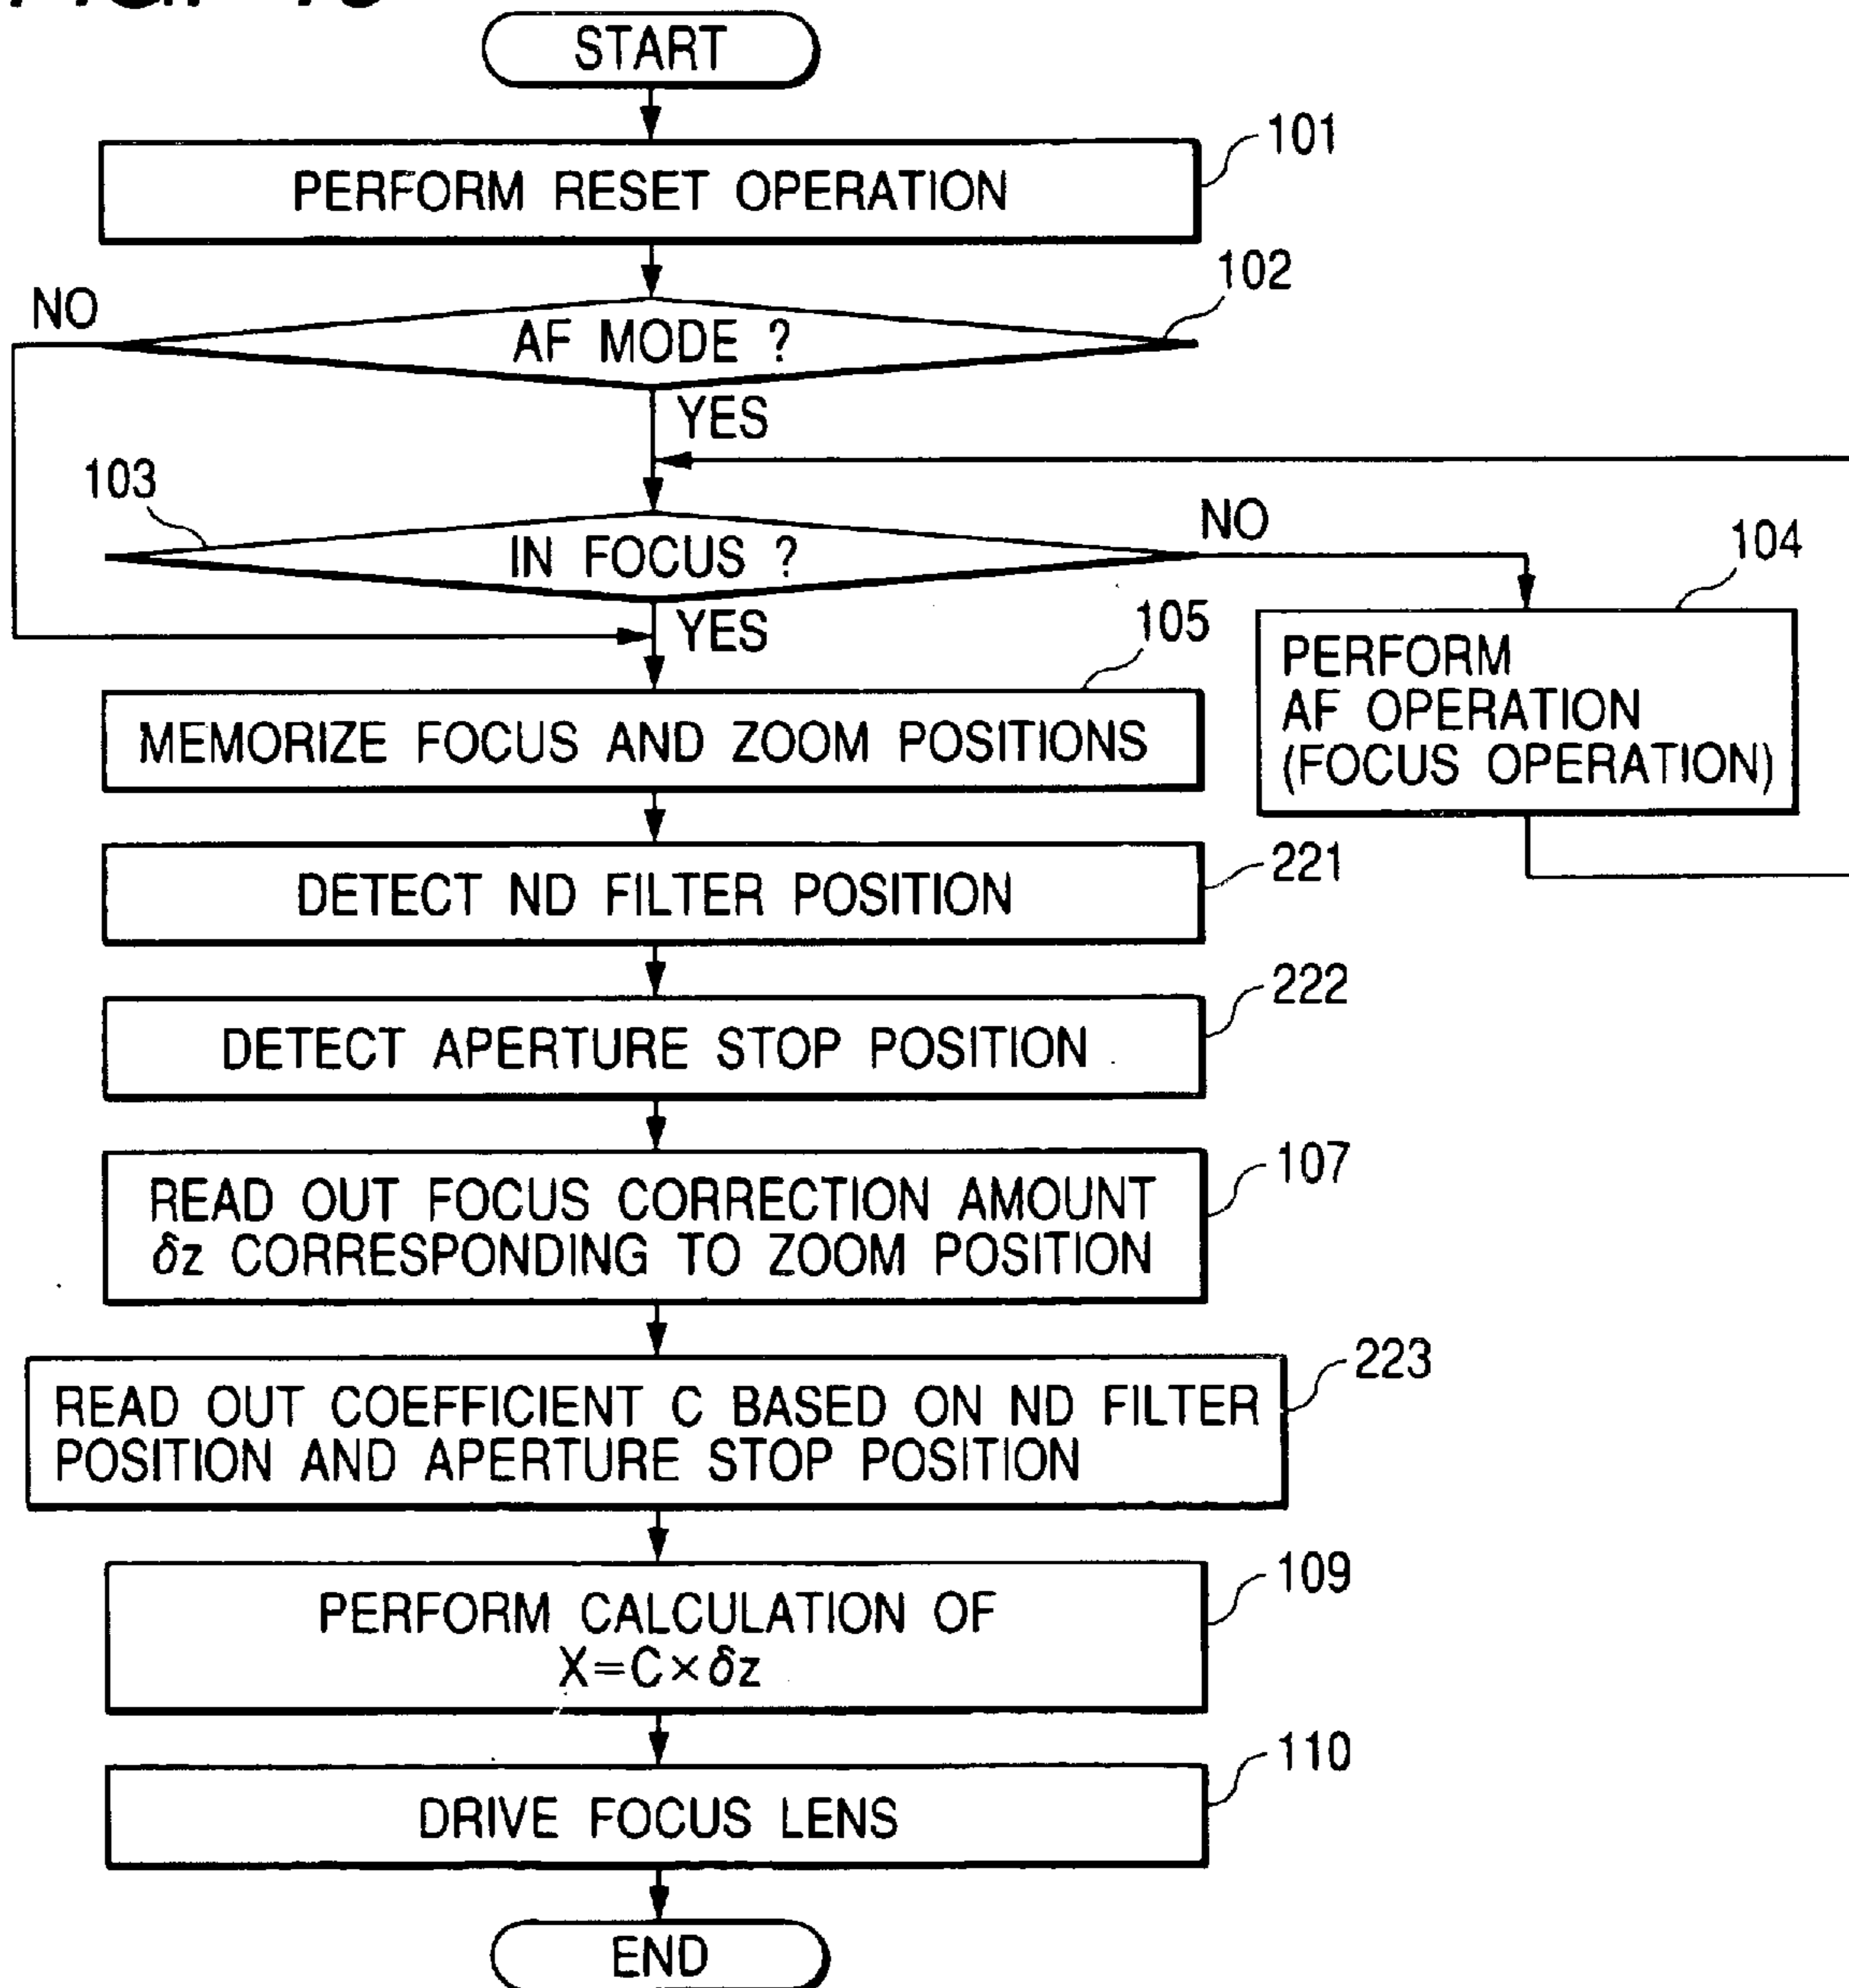 START
101
PERFORM RESET OPERATION
102
NO
AF MODE ?
YES
103
NO
IN FOCUS ?
104
YES
105
PERFORM
AF OPERATION
(FOCUS OPERATION)
MEMORIZE FOCUS AND ZOOM POSITIONS
221
DETECT ND FILTER POSITION
222
DETECT APERTURE STOP POSITION
107
READ OUT FOCUS CORRECTION AMOUNT
δz CORRESPONDING TO ZOOM POSITION
223
READ OUT COEFFICIENT C BASED ON ND FILTER
POSITION AND APERTURE STOP POSITION
109
PERFORM CALCULATION OF
X=C×δz
110
DRIVE FOCUS LENS
END